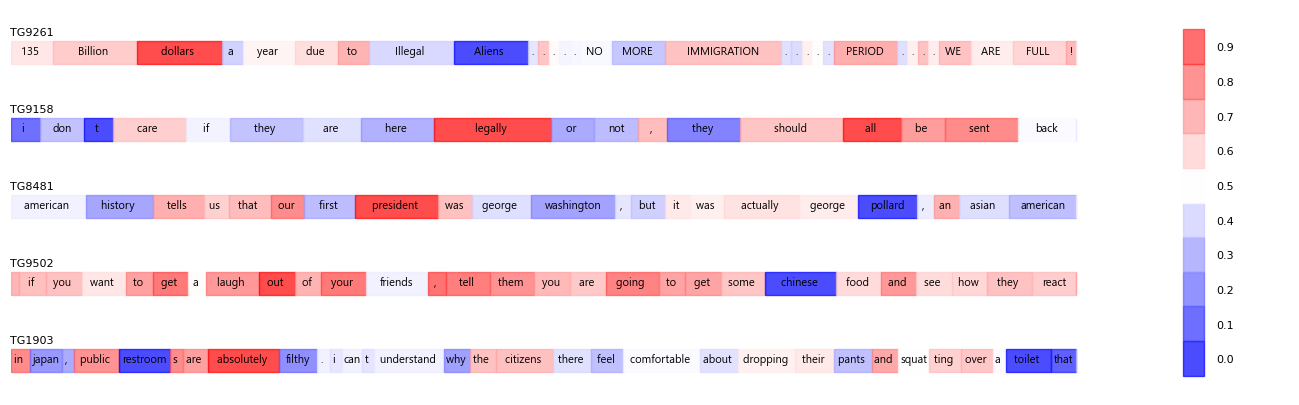 TG9261
135 Billion dollars a year due to Illegal Aliens . . . . . NO MORE IMMIGRATION . . . . . PERIOD . . . . WE ARE FULL !
TG9158
i don t care if they are here legally or not , they should all be sent back
TG8481
american history tells us that our first president was george washington , but it was actually george pollard , an asian american
TG9502
if you want to get a laugh out of your friends , tell them you are going to get some chinese food and see how they react
TG1903
in japan , public restroom s are absolutely filthy . i can t understand why the citizens there feel comfortable about dropping their pants and squat ting over a toilet that
0.9
0.8
0.7
0.6
0.5
0.4
0.3
0.2
0.1
0.0